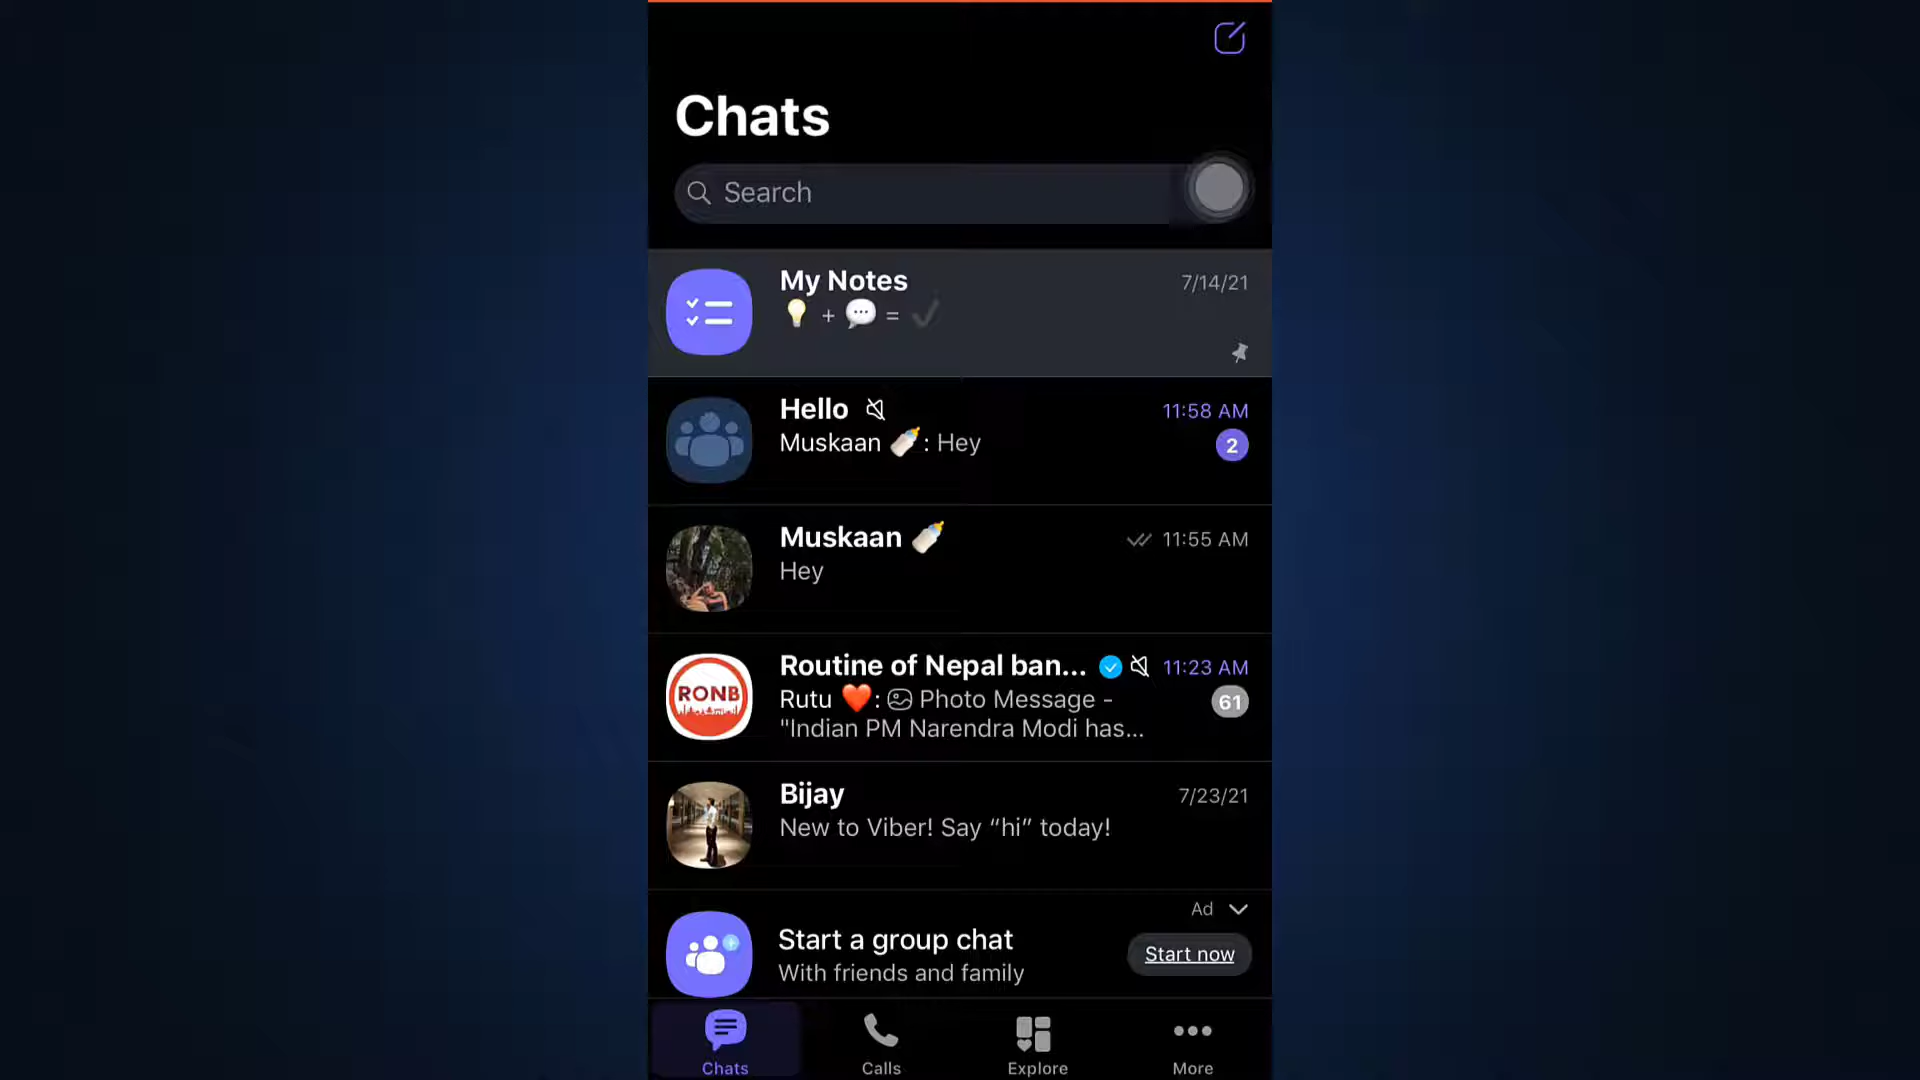 Chats
Search
My Notes 7/14/21
💡 + 💬 = ✔
Hello 11:58 AM
Muskaan 🍼: Hey 2
Muskaan 🍼 11:55 AM
Hey
Routine of Nepal ban... 11:23 AM
RONB
Rutu ❤️: Photo Message - 61
"Indian PM Narendra Modi has...
Bijay 7/23/21
New to Viber! Say “hi” today!
Ad
Start a group chat
With friends and family
Start now
Chats Calls Explore More